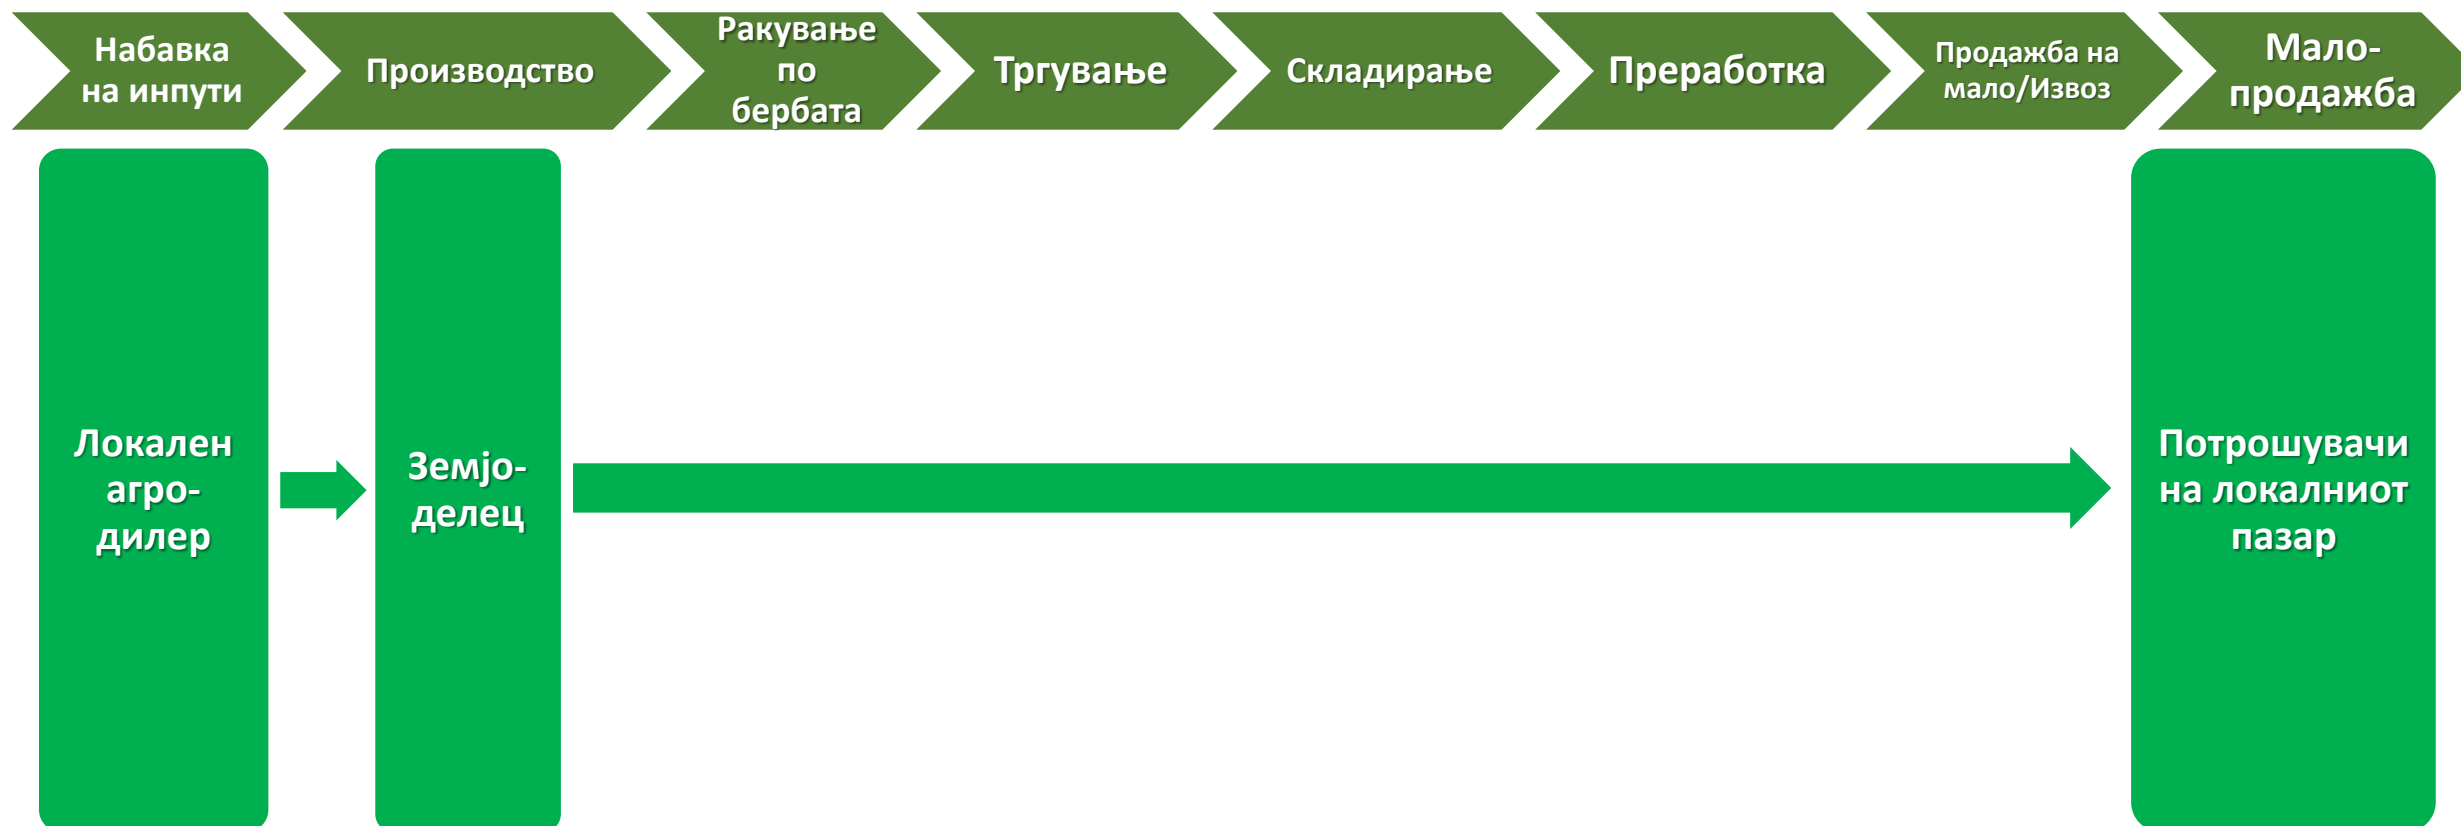 Набавка
на инпути
Производство
Ракување
по
бербата
Тргување
Складирање
Преработка
Продажба на
мало/Извоз
Мало-
продажба
Локален
агро-
дилер
Земјо-
делец
Потрошувачи
на локалниот
пазар